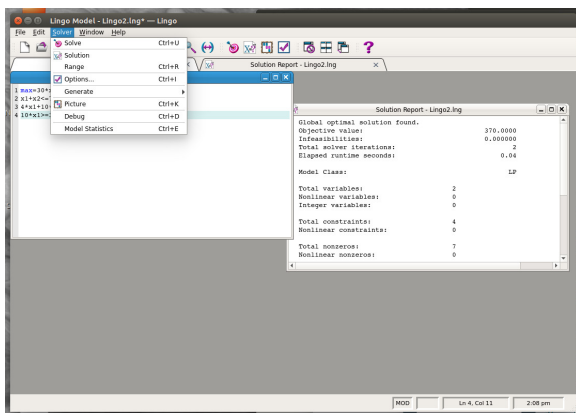 Lingo Model - Lingo2.lng* — Lingo
File Edit Solver Window Help
Solve Ctrl+U
Solution
Range Ctrl+R
Options... Ctrl+I
Generate
Picture Ctrl+K
Debug Ctrl+D
Model Statistics Ctrl+E
Solution Report - Lingo2.lng
1 max=30*
2 x1+x2<=
3 4*x1+10
4 10*x1>=
Solution Report - Lingo2.lng
Global optimal solution found.
Objective value: 370.0000
Infeasibilities: 0.000000
Total solver iterations: 2
Elapsed runtime seconds: 0.04
Model Class: LP
Total variables: 2
Nonlinear variables: 0
Integer variables: 0
Total constraints: 4
Nonlinear constraints: 0
Total nonzeros: 7
Nonlinear nonzeros: 0
MOD Ln 4, Col 11 2:08 pm